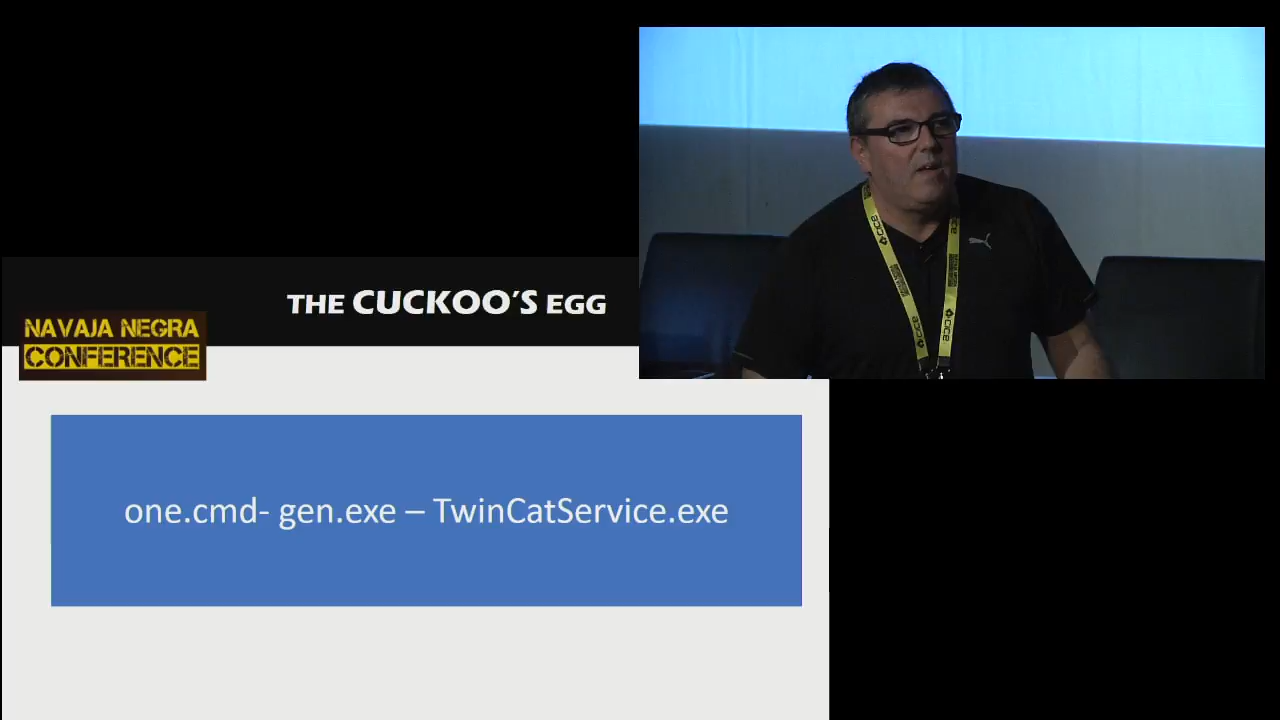 THE CUCKOO'S EGG
NAVAJA NEGRA
CONFERENCE
one.cmd- gen.exe – TwinCatService.exe